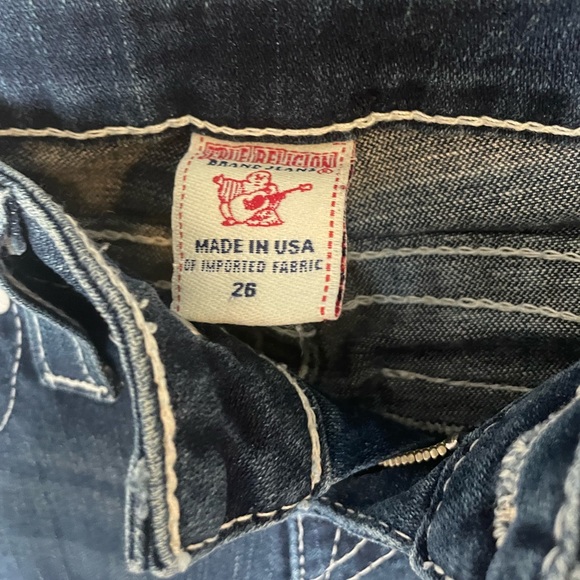 TRUE RELIGION
BRAND JEANS
MADE IN USA
OF IMPORTED FABRIC
26